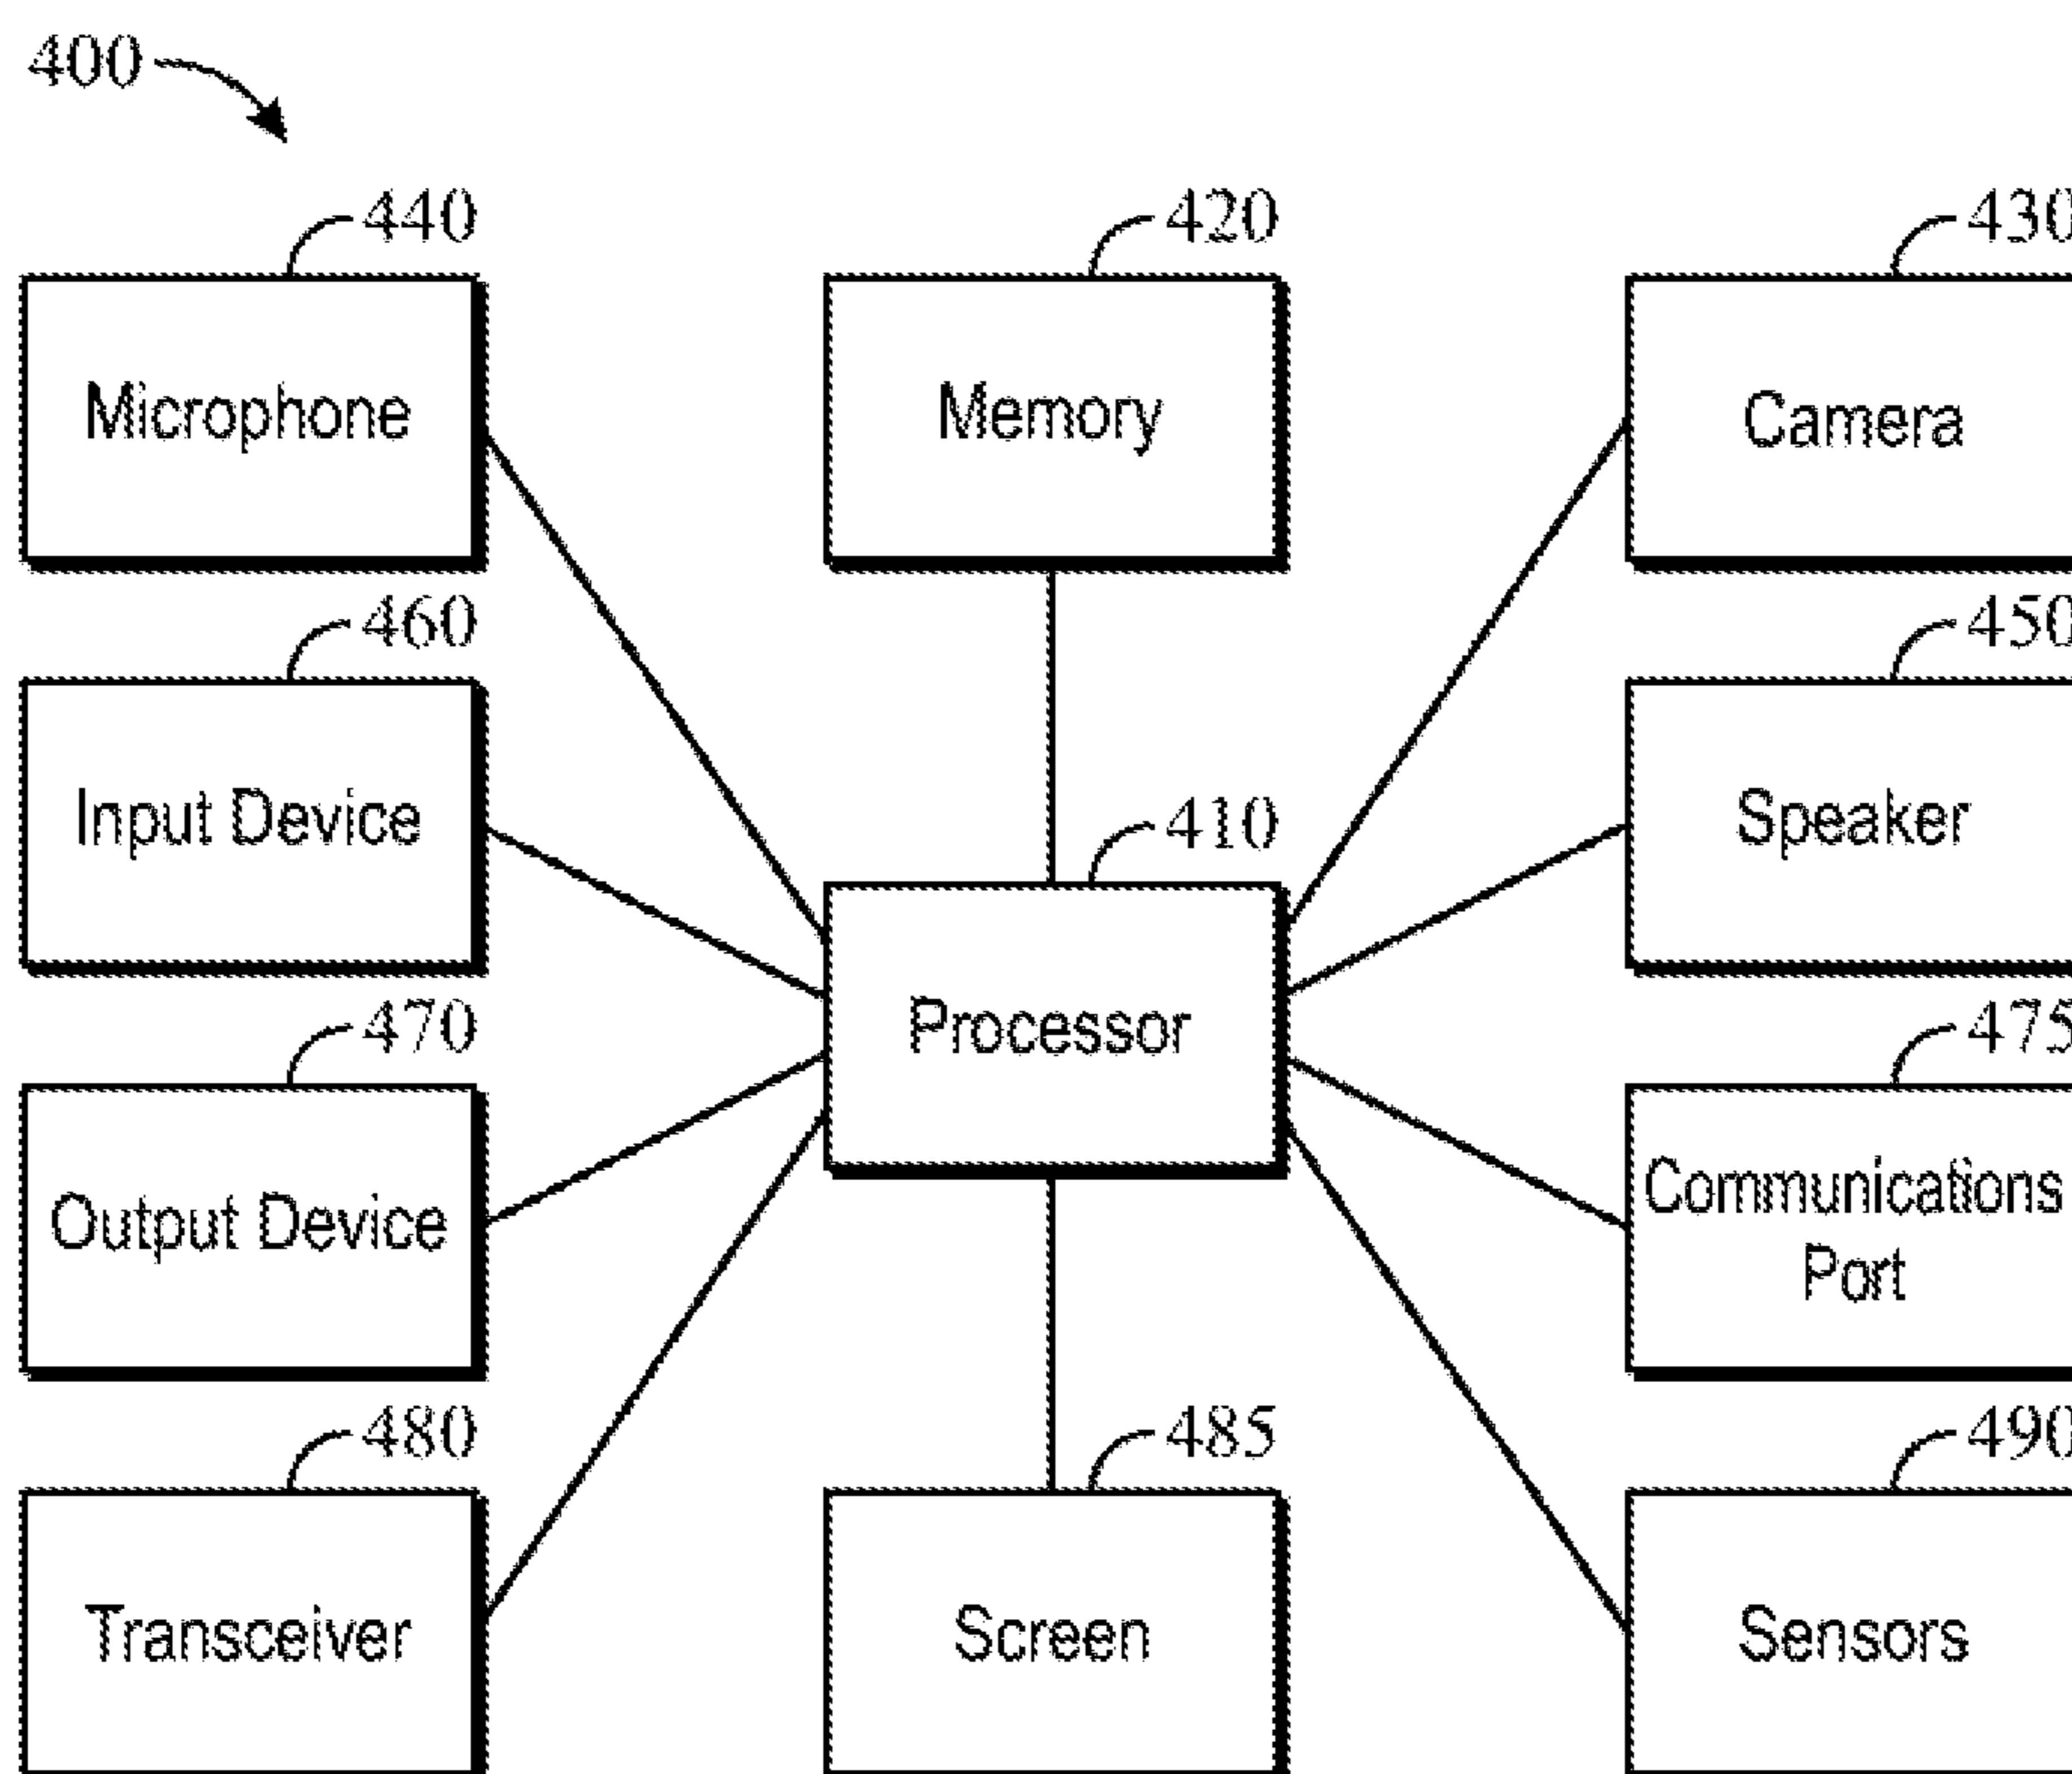 400
440
420
430
Microphone
Memory
Camera
460
450
Input Device
Speaker
410
470
Processor
475
Output Device
Communications
Port
480
485
490
Transceiver
Screen
Sensors